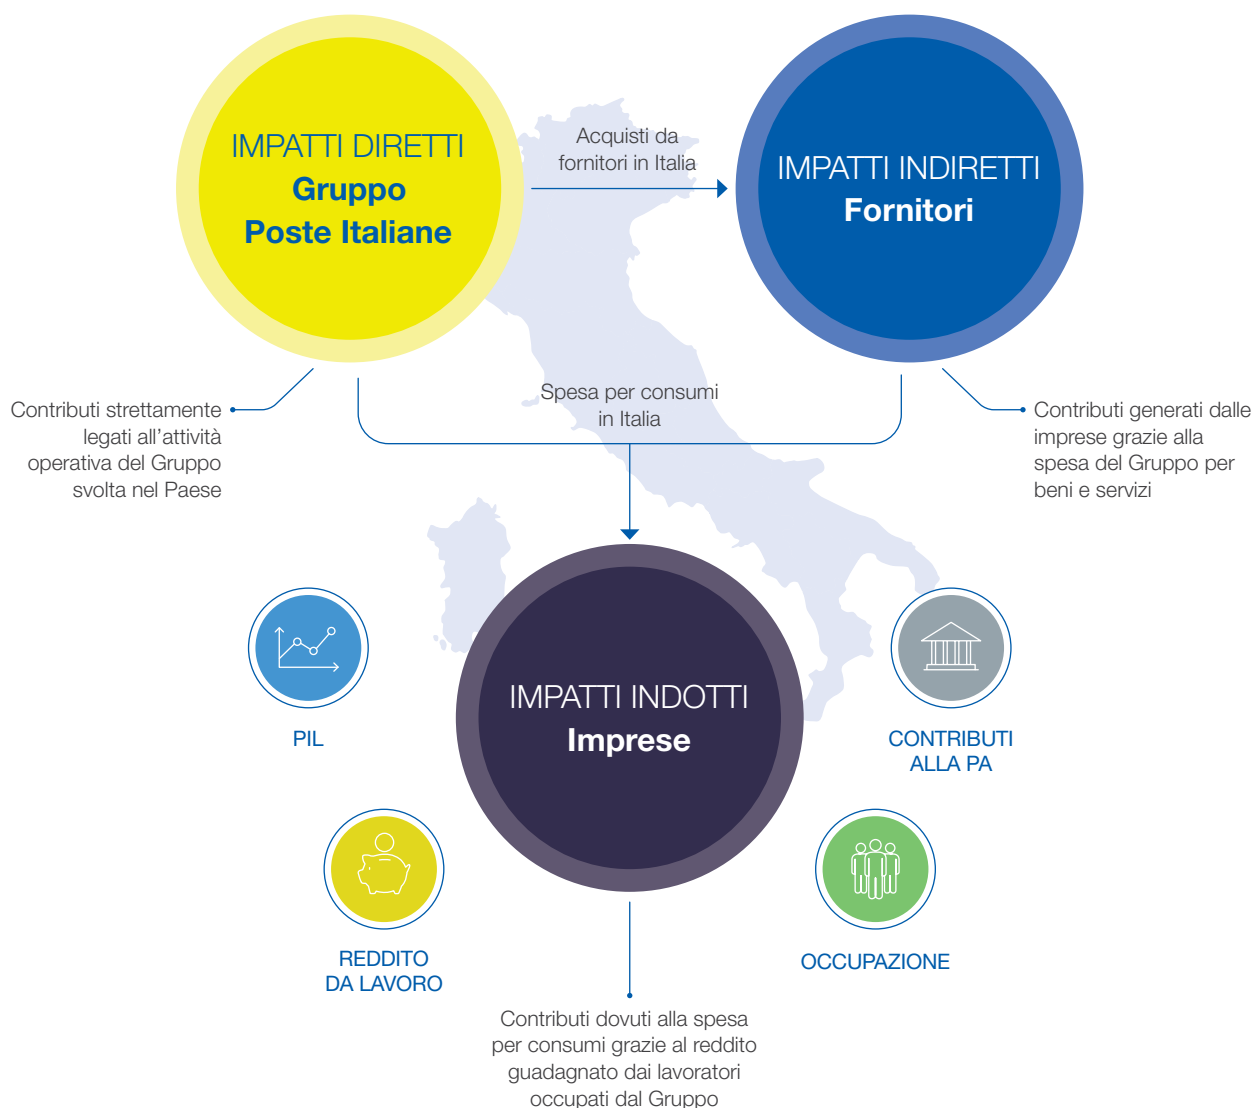 IMPATTI DIRETTI
Gruppo
Poste Italiane
Acquisti da
fornitori in Italia
IMPATTI INDIRETTI
Fornitori
Contributi strettamente
legati all'attività
operativa del Gruppo
svolta nel Paese
Spesa per consumi
in Italia
Contributi generati dalle
imprese grazie alla
spesa del Gruppo per
beni e servizi
IMPATTI INDOTTI
Imprese
PIL
CONTRIBUTI
ALLA PA
REDDITO
DA LAVORO
OCCUPAZIONE
Contributi dovuti alla spesa
per consumi grazie al reddito
guadagnato dai lavoratori
occupati dal Gruppo